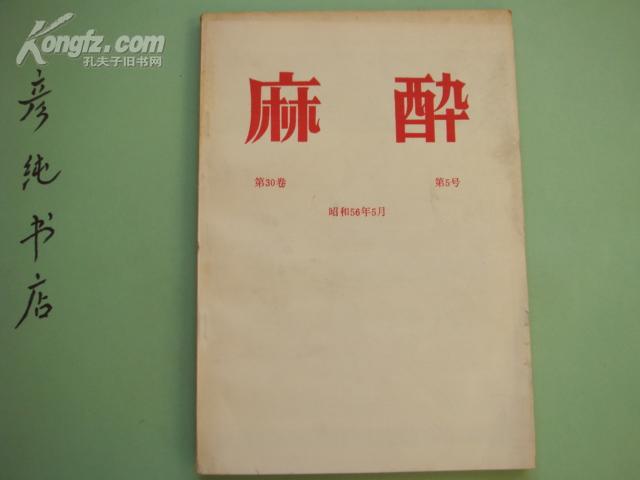 Kongfz.com
孔夫子旧书网
彦纯书店
麻酔
第30卷 第5号
昭和56年5月